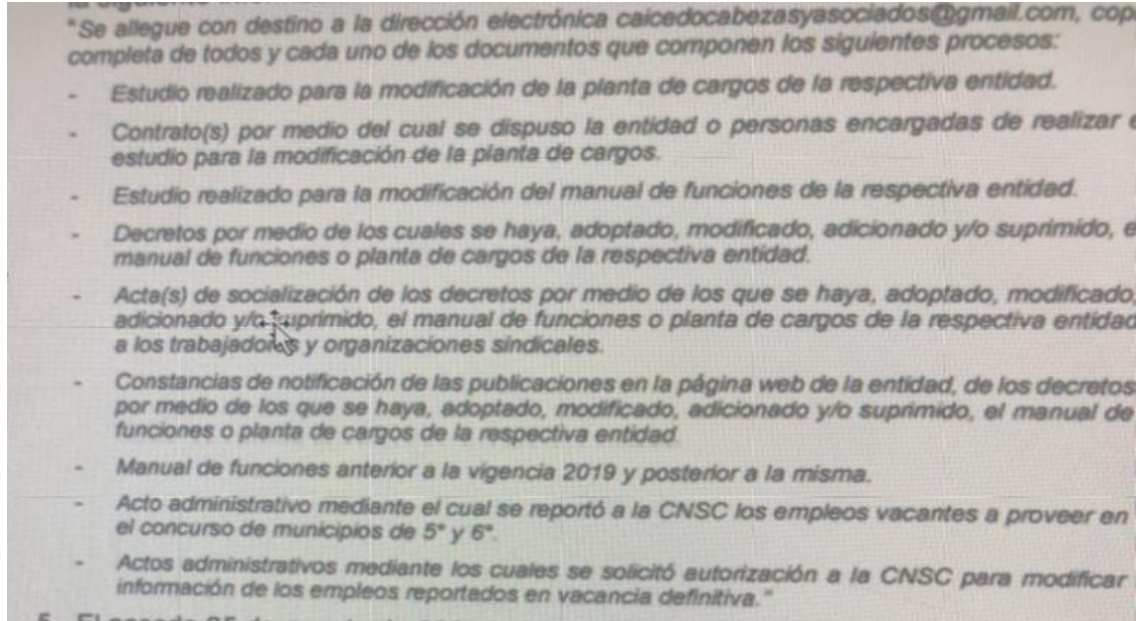 "Se allegue con destino a la dirección electrónica caicedocabezasyasociados@gmail.com, cop
completa de todos y cada uno de los documentos que componen los siguientes procesos:
- Estudio realizado para la modificación de la planta de cargos de la respectiva entidad.
- Contrato(s) por medio del cual se dispuso la entidad o personas encargadas de realizar e
estudio para la modificación de la planta de cargos.
- Estudio realizado para la modificación del manual de funciones de la respectiva entidad.
- Decretos por medio de los cuales se haya, adoptado, modificado, adicionado y/o suprimido, e
manual de funciones o planta de cargos de la respectiva entidad.
- Acta(s) de socialización de los decretos por medio de los que se haya, adoptado, modificado,
adicionado y/o suprimido, el manual de funciones o planta de cargos de la respectiva entidad
a los trabajadores y organizaciones sindicales.
- Constancias de notificación de las publicaciones en la página web de la entidad, de los decretos
por medio de los que se haya, adoptado, modificado, adicionado y/o suprimido, el manual de
funciones o planta de cargos de la respectiva entidad.
- Manual de funciones anterior a la vigencia 2019 y posterior a la misma.
- Acto administrativo mediante el cual se reportó a la CNSC los empleos vacantes a proveer en
el concurso de municipios de 5° y 6°.
- Actos administrativos mediante los cuales se solicitó autorización a la CNSC para modificar
información de los empleos reportados en vacancia definitiva."